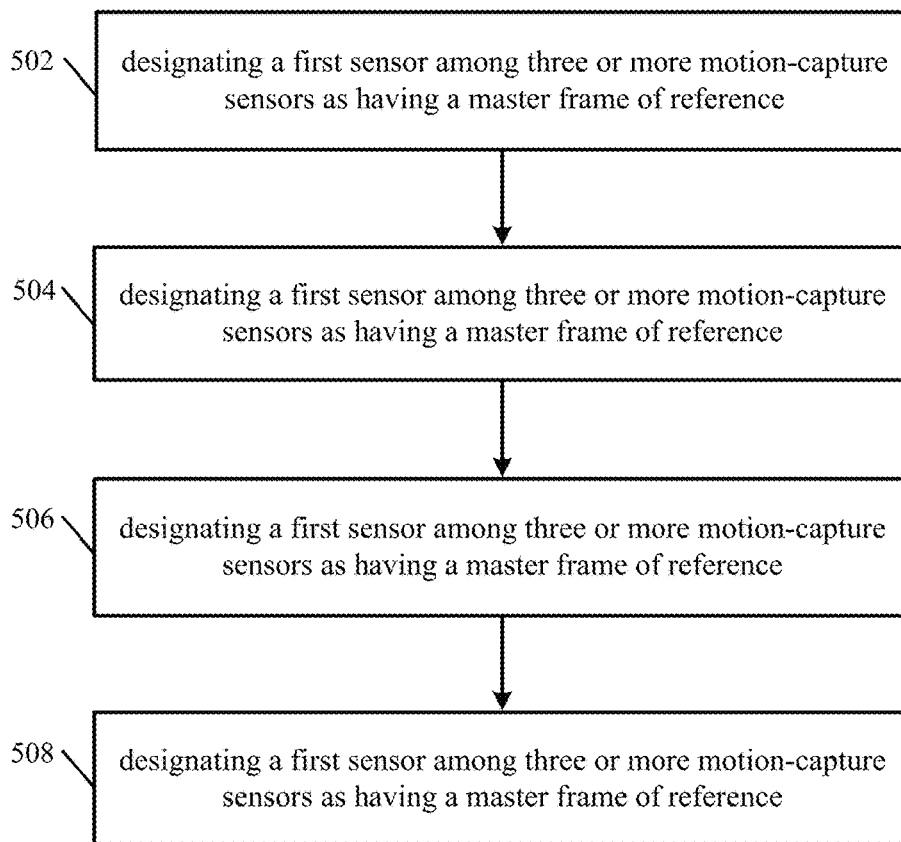 502
designating a first sensor among three or more motion-capture
sensors as having a master frame of reference
504
designating a first sensor among three or more motion-capture
sensors as having a master frame of reference
506
designating a first sensor among three or more motion-capture
sensors as having a master frame of reference
508
designating a first sensor among three or more motion-capture
sensors as having a master frame of reference